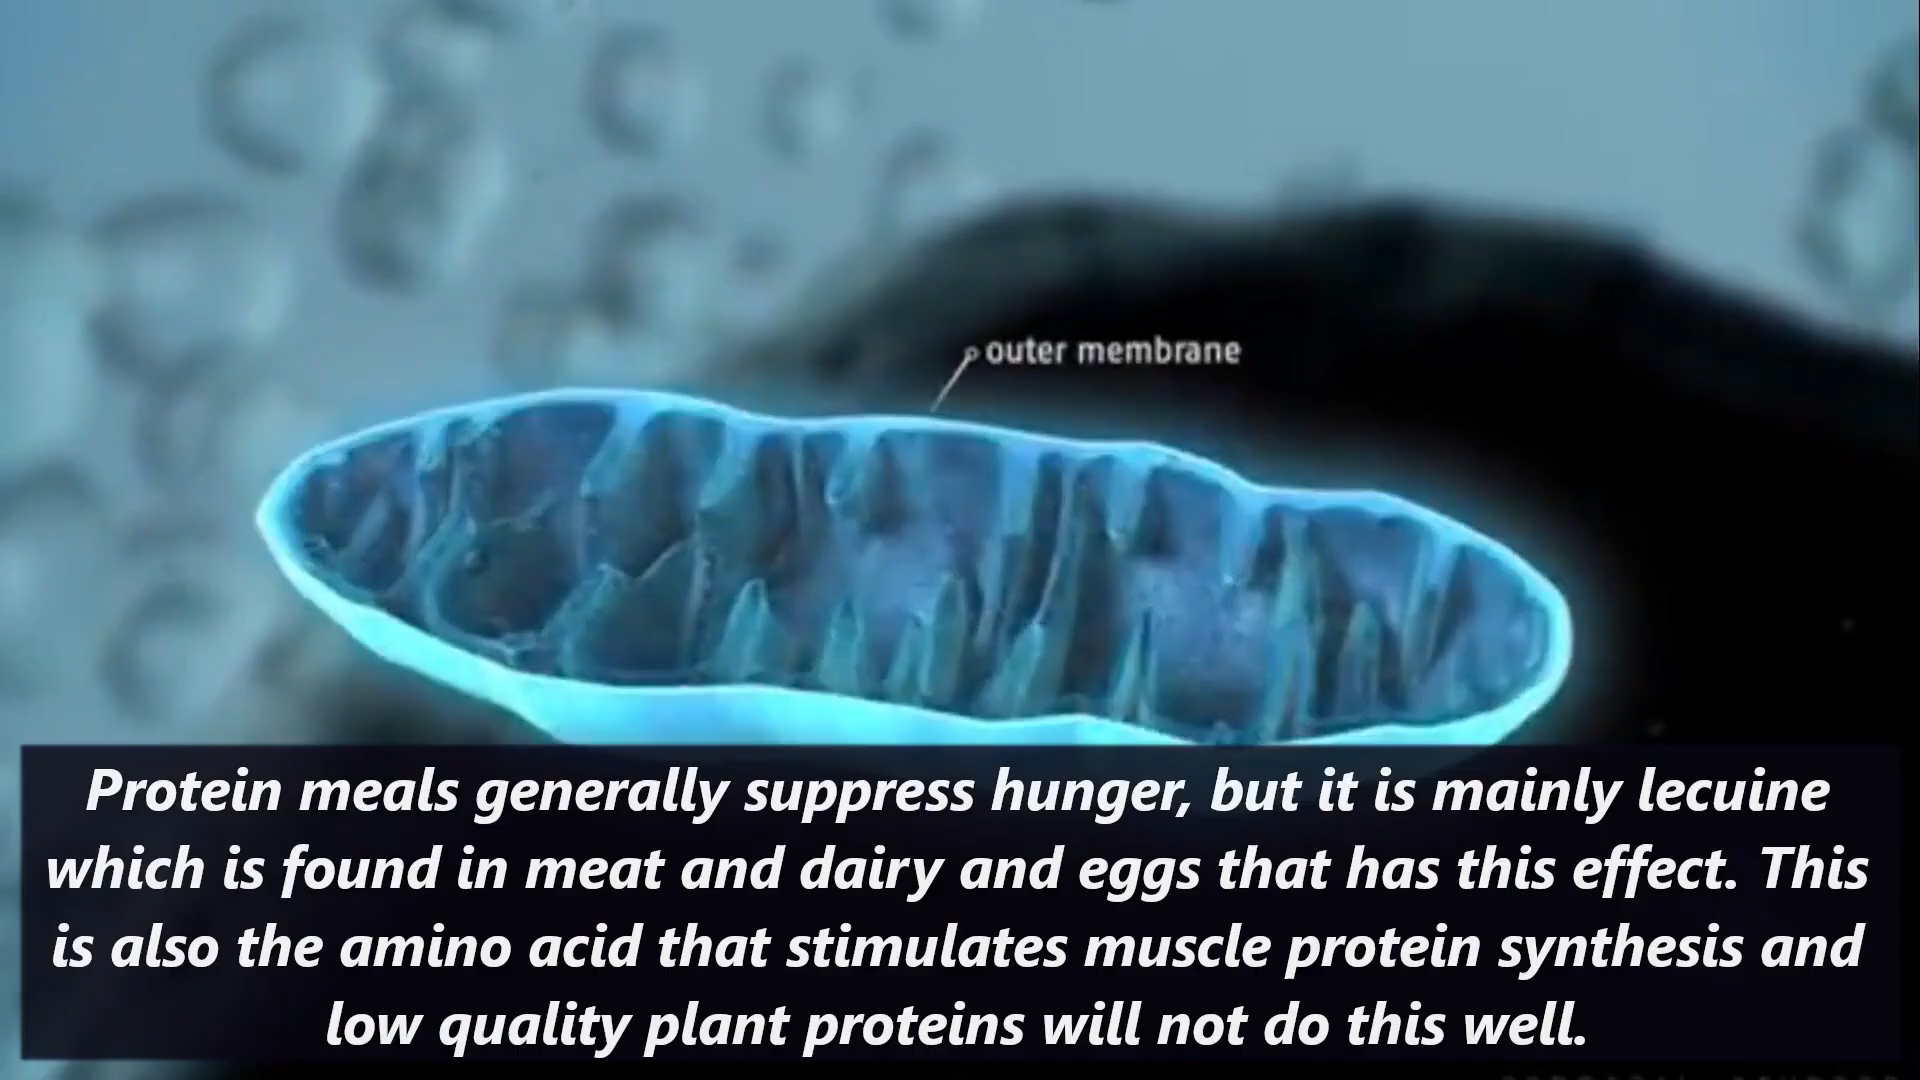 outer membrane
Protein meals generally suppress hunger, but it is mainly lecuine
which is found in meat and dairy and eggs that has this effect. This
is also the amino acid that stimulates muscle protein synthesis and
low quality plant proteins will not do this well.